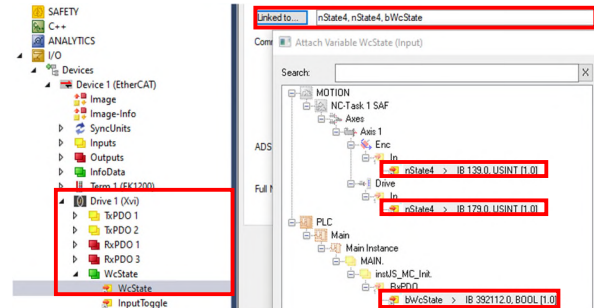 SAFETY
C++
ANALYTICS
I/O
Devices
Device 1 (EtherCAT)
Image
Image-Info
SyncUnits
Inputs
Outputs
InfoData
Term 1 (EK1200)
Drive 1 (Xvi)
TxPDO 1
TxPDO 2
RxPDO 1
RxPDO 3
WcState
WcState
InputToggle
Linked to...
nState4, nState4, bWcState
Com
ADS
Full
Attach Variable WcState (Input)
Search:
X
MOTION
NC-Task 1 SAF
Axes
Axis 1
Enc
In
nState4 > IB 139.0, USINT [1.0]
Drive
In
nState4 > IB 179.0, USINT [1.0]
PLC
Main
Main Instance
MAIN.
instJS_MC_Init.
RxPDO
bWcState > IB 392112.0, BOOL [1.0]